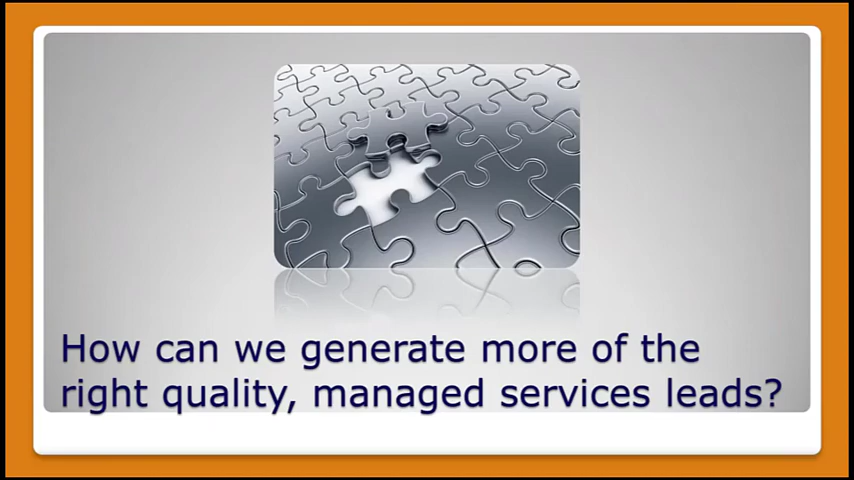 How can we generate more of the
right quality, managed services leads?